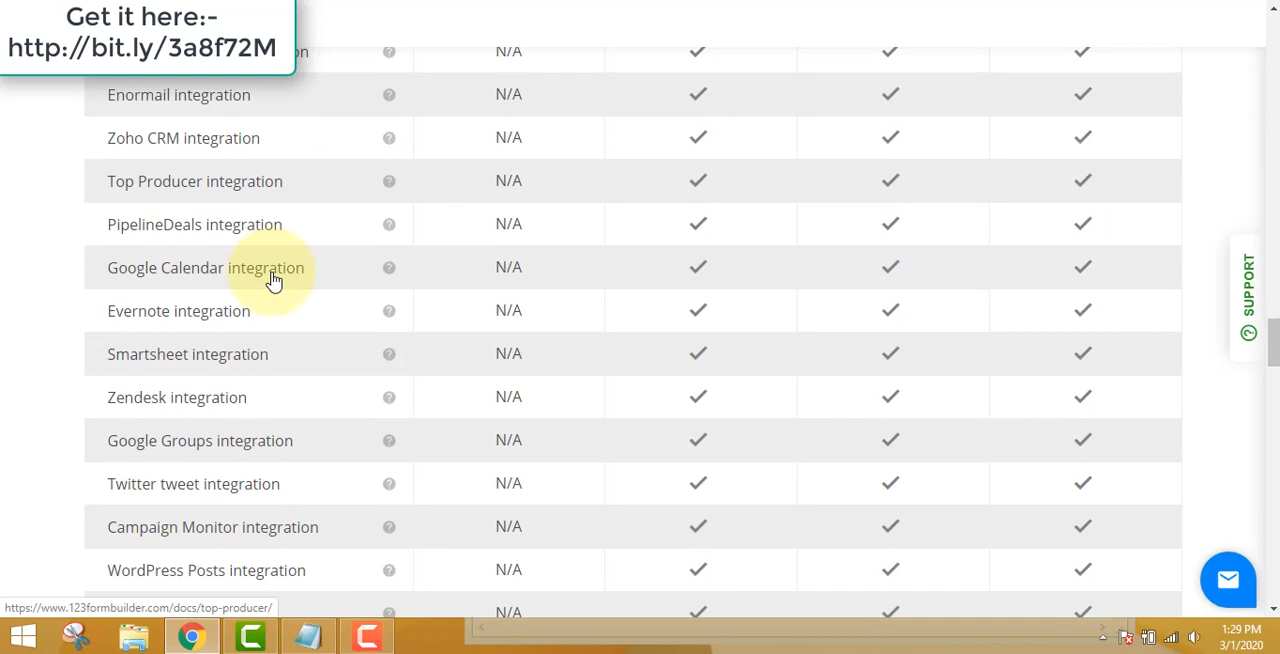 Get it here:-
http://bit.ly/3a8f72M
on N/A
Enormail integration N/A
Zoho CRM integration N/A
Top Producer integration N/A
PipelineDeals integration N/A
Google Calendar integration N/A
Evernote integration N/A
Smartsheet integration N/A
Zendesk integration N/A
Google Groups integration N/A
Twitter tweet integration N/A
Campaign Monitor integration N/A
WordPress Posts integration N/A
N/A
SUPPORT
https://www.123formbuilder.com/docs/top-producer/
1:29 PM
3/1/2020